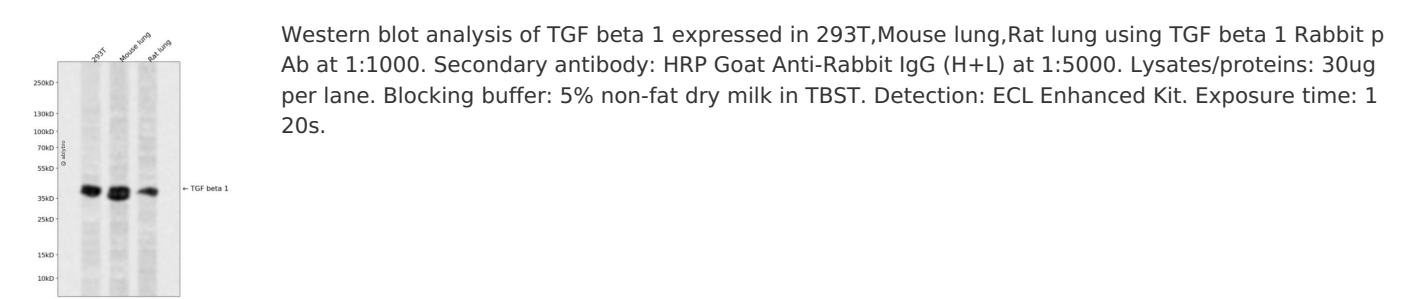 293T
Mouse lung
Rat lung
250kD
130kD
100kD
70kD
55kD
35kD
25kD
15kD
10kD
← TGF beta 1
Western blot analysis of TGF beta 1 expressed in 293T,Mouse lung,Rat lung using TGF beta 1 Rabbit p
Ab at 1:1000. Secondary antibody: HRP Goat Anti-Rabbit IgG (H+L) at 1:5000. Lysates/proteins: 30ug
per lane. Blocking buffer: 5% non-fat dry milk in TBST. Detection: ECL Enhanced Kit. Exposure time: 1
20s.